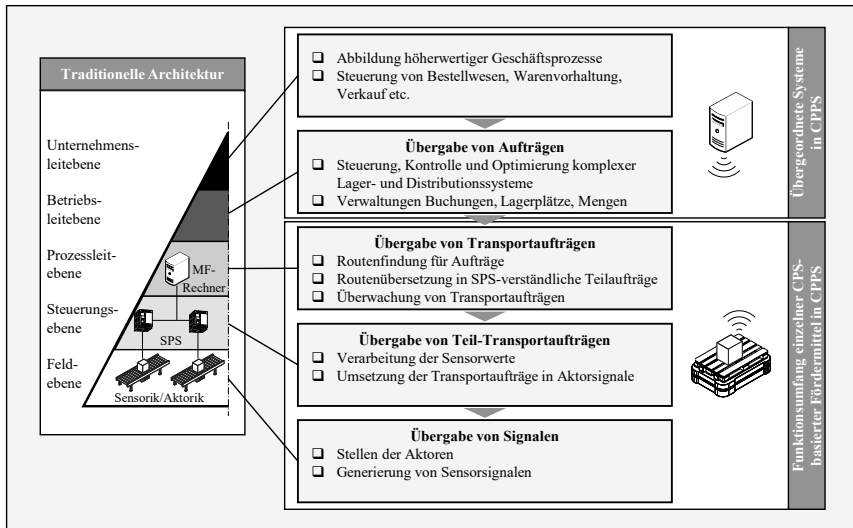 Traditionelle Architektur
Unternehmens-
leitebene
Betriebs-
leitebene
Prozessleit-
ebene
Steuerungs-
ebene
Feld-
ebene
MF-
Rechner
SPS
Sensorik/Aktorik
❑ Abbildung höherwertiger Geschäftsprozesse
❑ Steuerung von Bestellwesen, Warenvorhaltung,
Verkauf etc.
Übergabe von Aufträgen
❑ Steuerung, Kontrolle und Optimierung komplexer
Lager- und Distributionssysteme
❑ Verwaltungen Buchungen, Lagerplätze, Mengen
Übergabe von Transportaufträgen
❑ Routenfindung für Aufträge
❑ Routenübersetzung in SPS-verständliche Teilaufträge
❑ Überwachung von Transportaufträgen
Übergabe von Teil-Transportaufträgen
❑ Verarbeitung der Sensorwerte
❑ Umsetzung der Transportaufträge in Aktorsignale
Übergabe von Signalen
❑ Stellen der Aktoren
❑ Generierung von Sensorsignalen
Übergeordnete Systeme
in CPPS
Funktionsumfang einzelner CPS-
basierter Fördermittel in CPPS